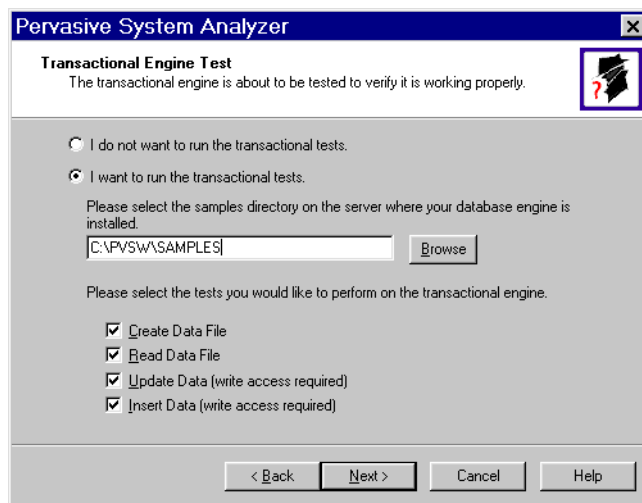 Pervasive System Analyzer
Transactional Engine Test
The transactional engine is about to be tested to verify it is working properly.
?
I do not want to run the transactional tests.
I want to run the transactional tests.
Please select the samples directory on the server where your database engine is
installed.
C:\PVSW\SAMPLES
Browse
Please select the tests you would like to perform on the transactional engine.
Create Data File
Read Data File
Update Data (write access required)
Insert Data (write access required)
< Back
Next >
Cancel
Help